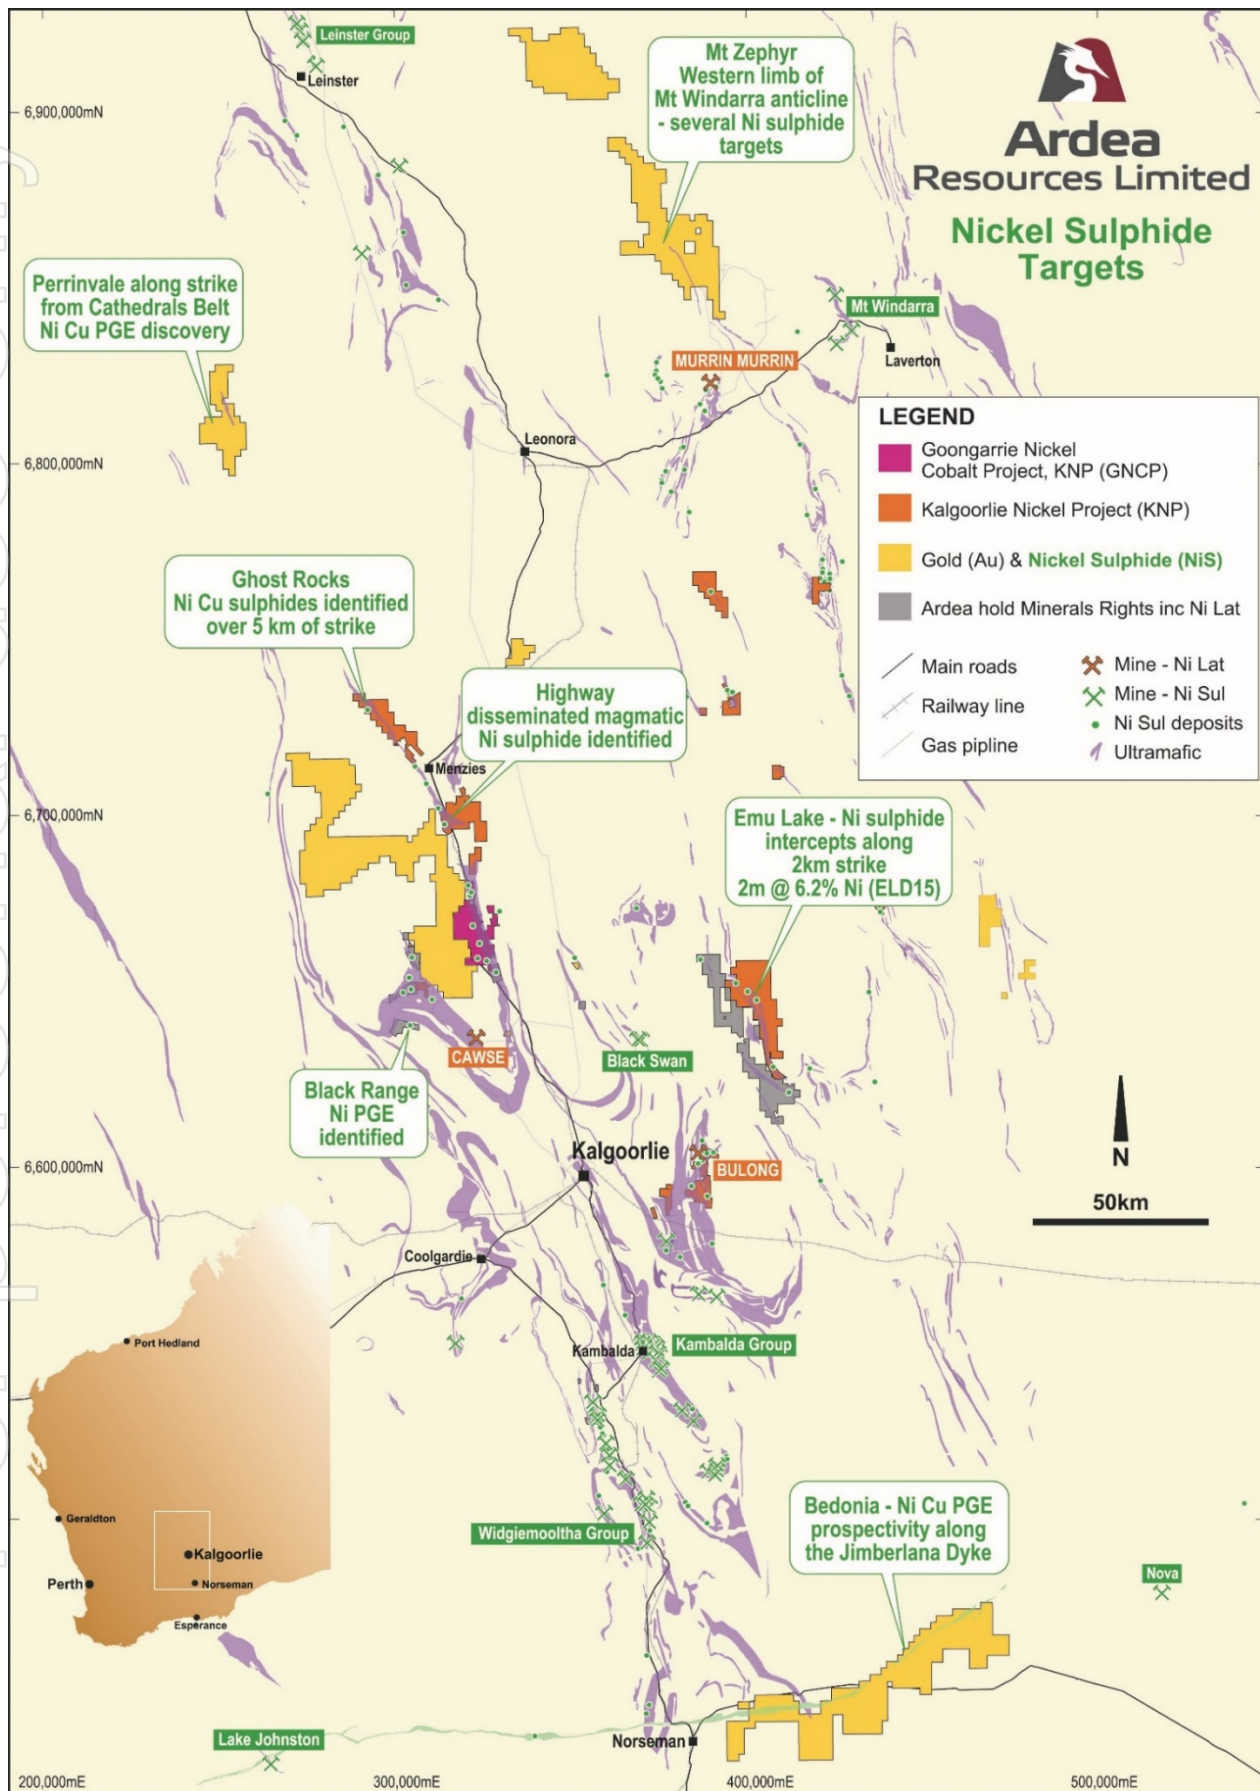 Leinster Group
Leinster
Mt Zephyr
Western limb of
Mt Windarra anticline
- several Ni sulphide
targets
Ardea
Resources Limited
Nickel Sulphide
Targets
6,900,000mN
Perrinvale along strike
from Cathedrals Belt
Ni Cu PGE discovery
Mt Windarra
MURRIN MURRIN
Laverton
Leonora
6,800,000mN
LEGEND
Goongarrie Nickel
Cobalt Project, KNP (GNCP)
Kalgoorlie Nickel Project (KNP)
Gold (Au) & Nickel Sulphide (NiS)
Ardea hold Minerals Rights inc Ni Lat
Main roads
Railway line
Gas pipline
Mine - Ni Lat
Mine - Ni Sul
Ni Sul deposits
Ultramafic
Ghost Rocks
Ni Cu sulphides identified
over 5 km of strike
Highway
disseminated magmatic
Ni sulphide identified
Menzies
6,700,000mN
Emu Lake - Ni sulphide
intercepts along
2km strike
2m @ 6.2% Ni (ELD15)
CAWSE
Black Swan
Black Range
Ni PGE
identified
Kalgoorlie
6,600,000mN
BULONG
N
50km
Coolgardie
Port Hedland
Kambalda
Kambalda Group
Geraldton
Kalgoorlie
Perth
Norseman
Esperance
Widgiemooltha Group
Bedonia - Ni Cu PGE
prospectivity along
the Jimberlana Dyke
Nova
Lake Johnston
Norseman
200,000mE
300,000mE
400,000mE
500,000mE